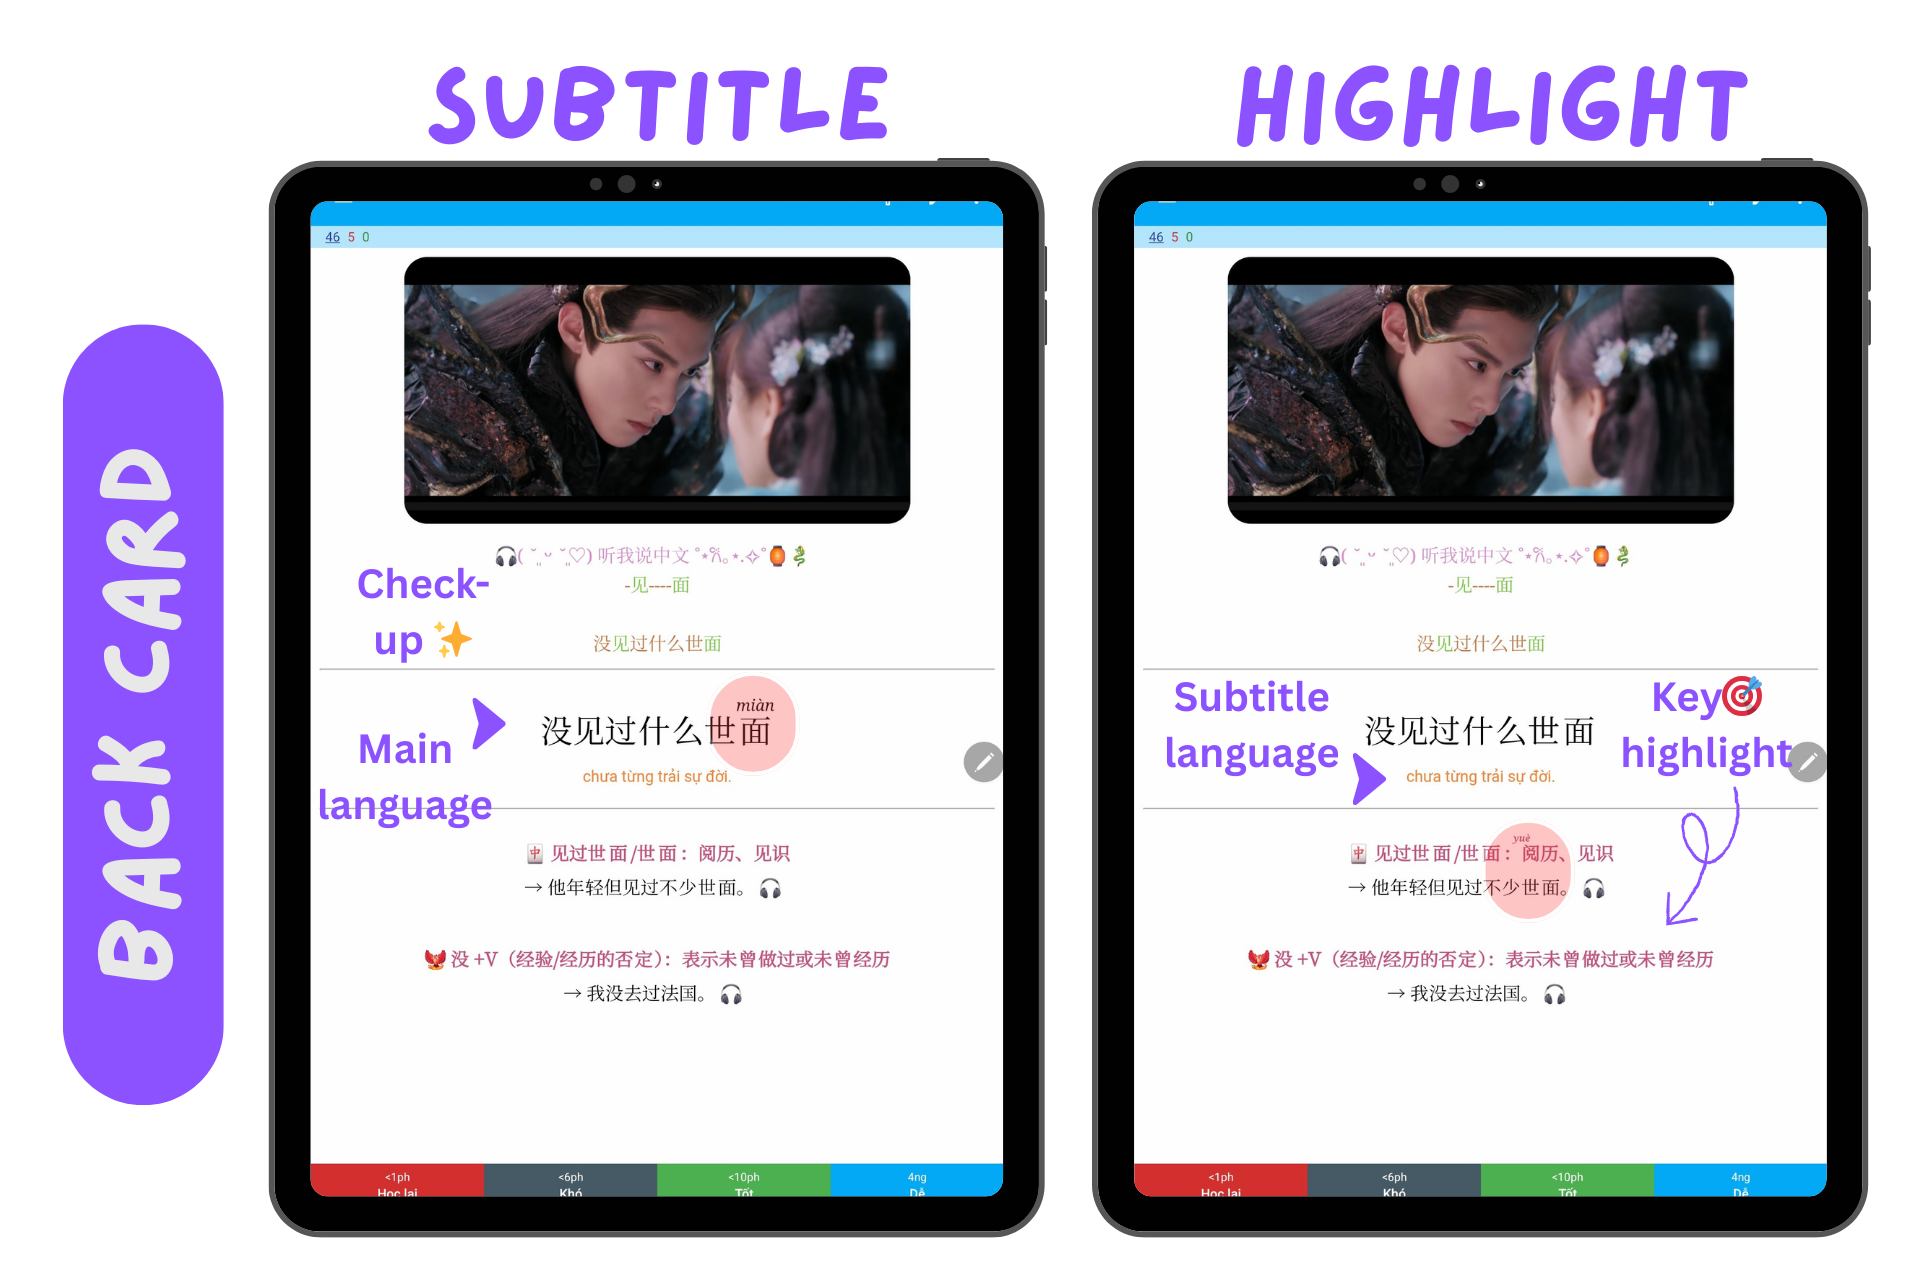 SUBTITLE
HIGHLIGHT
BACK CARD
46 5 0
🎧( ˘͈ ᵕ ˘͈♡) 听我说中文 ˚⋆𐙚｡⋆.✧˚🏮🐉
-见----面
Check-
up ✨
没见过什么世面
miàn
没见过什么世面
Main
language
chưa từng trải sự đời.
🀄 见过世面/世面：阅历、见识
→ 他年轻但见过不少世面。🎧
🐦‍🔥 没 +V（经验/经历的否定）：表示未曾做过或未曾经历
→ 我没去过法国。🎧
<1ph <6ph <10ph 4ng
Học lại Khó Tốt Dễ
46 5 0
🎧( ˘͈ ᵕ ˘͈♡) 听我说中文 ˚⋆𐙚｡⋆.✧˚🏮🐉
-见----面
没见过什么世面
Subtitle
language
没见过什么世面
Key🎯
highlight
chưa từng trải sự đời.
yuè
🀄 见过世面/世面：阅历、见识
→ 他年轻但见过不少世面。🎧
🐦‍🔥 没 +V（经验/经历的否定）：表示未曾做过或未曾经历
→ 我没去过法国。🎧
<1ph <6ph <10ph 4ng
Học lại Khó Tốt Dễ